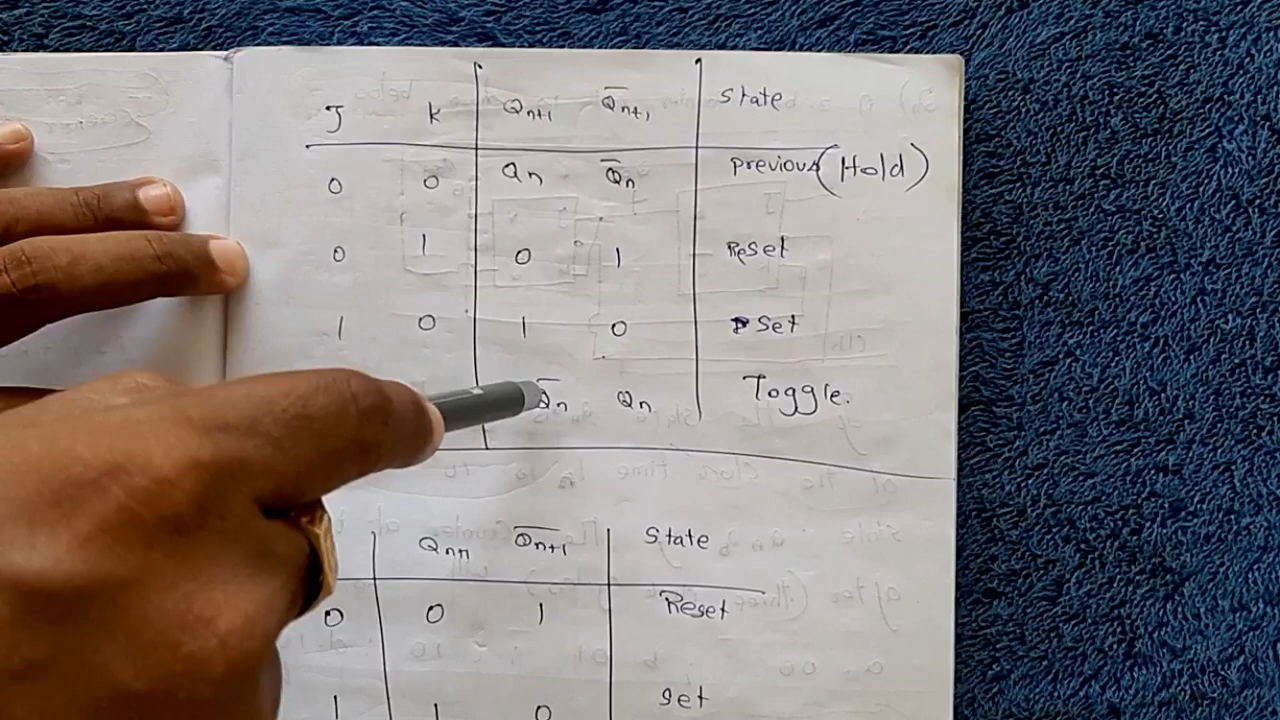 J K Qn+1 Q̅n+1 State
0 0 Qn Q̅n previous (Hold)
0 1 0 1 Reset
1 0 1 0 Set
Q̅n Qn Toggle.
Qn+1 Q̅n+1 State
0 0 1 Reset
1 1 0 Set